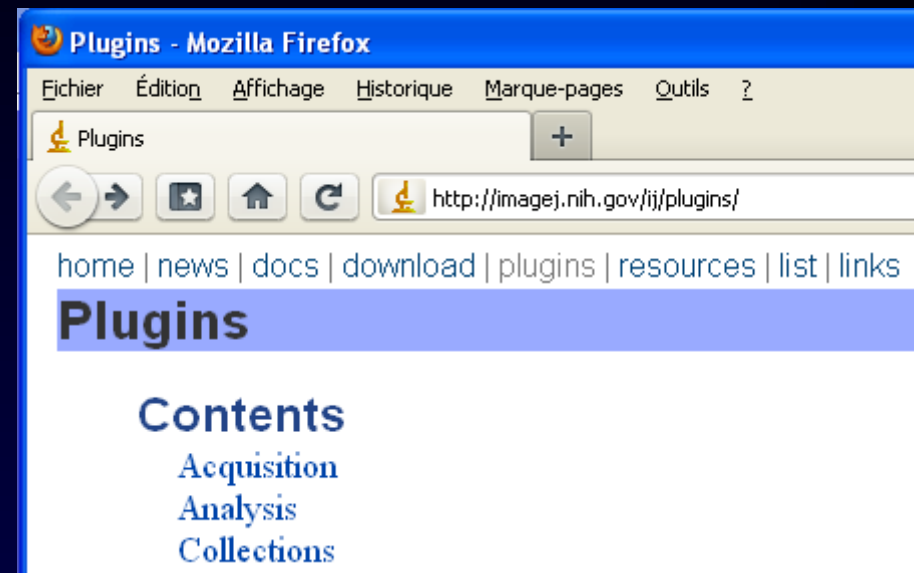 Plugins - Mozilla Firefox
Fichier Édition Affichage Historique Marque-pages Outils ?
Plugins +
http://imagej.nih.gov/ij/plugins/
home | news | docs | download | plugins | resources | list | links
Plugins
Contents
Acquisition
Analysis
Collections